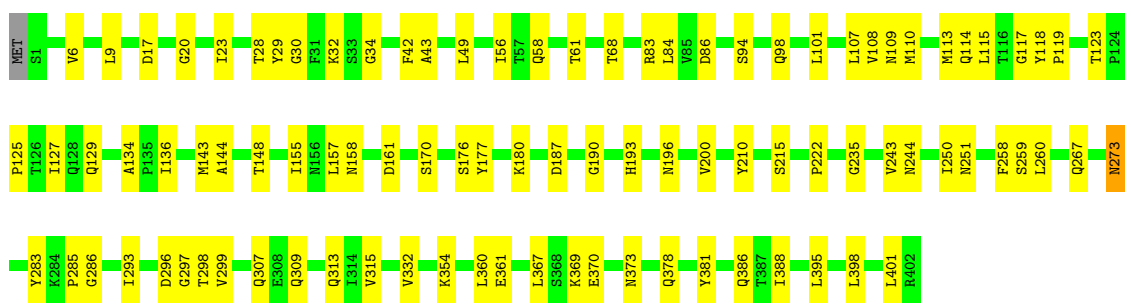 MET S1 V6 L9 D17 G20 I23 T28 Y29 G30 F31 K32 S33 G34 F42 A43 L49 I56 T57 Q58 T61 T68 R83 L84 V85 D86 S94 Q98 L101 L107 V108 N109 M110 M113 Q114 L115 T116 G117 Y118 P119 T123 P124
P125 T126 I127 Q128 Q129 A134 P135 I136 M143 A144 T148 I155 N156 L157 N158 D161 S170 S176 Y177 K180 D187 G190 H193 N196 V200 Y210 S215 P222 G235 V243 N244 I250 N251 F258 S259 L260 Q267 N273
Y283 K284 P285 G286 I293 D296 G297 T298 V299 Q307 E308 Q309 Q313 I314 V315 V332 K354 L360 E361 L367 S368 K369 E370 N373 Q378 Y381 Q386 T387 I388 L395 L398 L401 R402